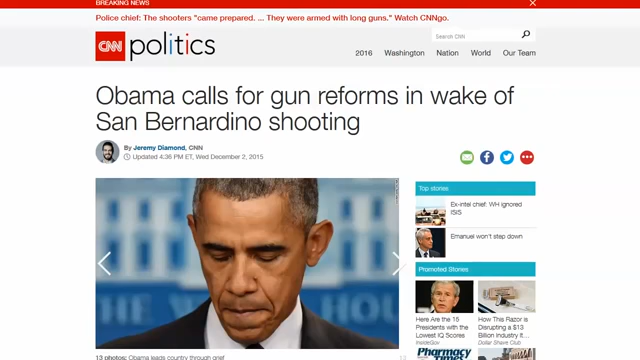 BREAKING NEWS
Police chief: The shooters "came prepared. ... They were armed with long guns." Watch CNNgo.
CNN politics
Search CNN
2016 Washington Nation World Our Team
Obama calls for gun reforms in wake of
San Bernardino shooting
By Jeremy Diamond, CNN
Updated 4:36 PM ET, Wed December 2, 2015
Top stories
Ex-intel chief: WH ignored
ISIS
Emanuel won't step down
Promoted Stories
Here Are the 15
Presidents with the
Lowest IQ Scores
InsideGov
How This Razor is
Disrupting a $13
Billion Industry it...
Dollar Shave Club
Pharmacy
Times
13 photos: Obama leads country through grief